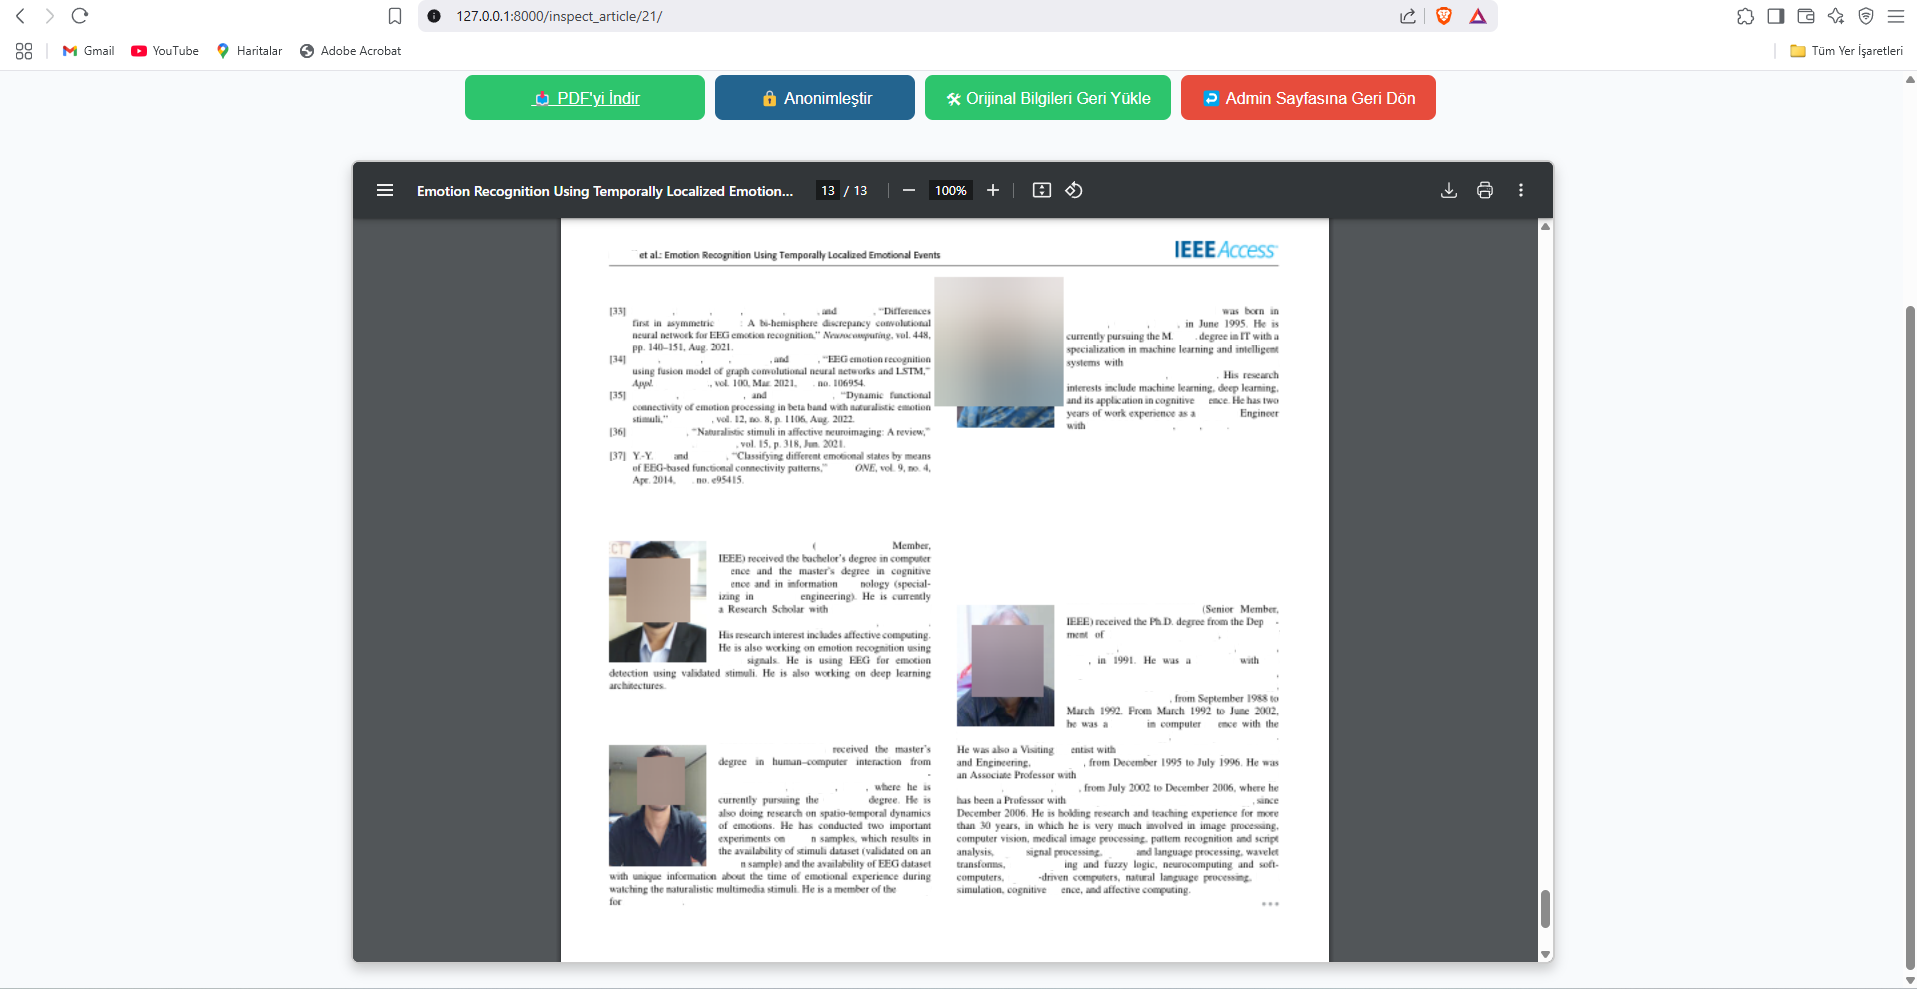 127.0.0.1:8000/inspect_article/21/
Gmail
YouTube
Haritalar
Adobe Acrobat
Tüm Yer İşaretleri
PDF'yi İndir
Anonimleştir
Orijinal Bilgileri Geri Yükle
Admin Sayfasına Geri Dön
Emotion Recognition Using Temporally Localized Emotion...
13 / 13
100%
et al.: Emotion Recognition Using Temporally Localized Emotional Events
IEEE Access
[33] , , , , , and , “Differences
first in asymmetric : A bi-hemisphere discrepancy convolutional
neural network for EEG emotion recognition,” Neurocomputing, vol. 448,
pp. 140–151, Aug. 2021.
[34] , , , , and , “EEG emotion recognition
using fusion model of graph convolutional neural networks and LSTM,”
Appl. , vol. 100, Mar. 2021, . no. 106954.
[35] , , and , “Dynamic functional
connectivity of emotion processing in beta band with naturalistic emotion
stimuli,” , vol. 12, no. 8, p. 1106, Aug. 2022.
[36] , “Naturalistic stimuli in affective neuroimaging: A review,”
, vol. 15, p. 318, Jun. 2021.
[37] Y.-Y. and , “Classifying different emotional states by means
of EEG-based functional connectivity patterns,” ONE, vol. 9, no. 4,
Apr. 2014, . no. e95415.
CT
( Member,
IEEE) received the bachelor’s degree in computer
ence and the master’s degree in cognitive
ence and in information nology (special-
izing in engineering). He is currently
a Research Scholar with
, .
His research interest includes affective computing.
He is also working on emotion recognition using
signals. He is using EEG for emotion
detection using validated stimuli. He is also working on deep learning
architectures.
received the master’s
degree in human–computer interaction from
-
, , , where he is
currently pursuing the degree. He is
also doing research on spatio-temporal dynamics
of emotions. He has conducted two important
experiments on n samples, which results in
the availability of stimuli dataset (validated on an
n sample) and the availability of EEG dataset
with unique information about the time of emotional experience during
watching the naturalistic multimedia stimuli. He is a member of the
for .
was born in
, , , in June 1995. He is
currently pursuing the M. . degree in IT with a
specialization in machine learning and intelligent
systems with
, . His research
interests include machine learning, deep learning,
and its application in cognitive ence. He has two
years of work experience as a Engineer
with , , .
(Senior Member,
IEEE) received the Ph.D. degree from the Dep -
ment of ,
, , ,
, in 1991. He was a with
,
, from September 1988 to
March 1992. From March 1992 to June 2002,
he was a in computer ence with the
, .
He was also a Visiting entist with
and Engineering, , from December 1995 to July 1996. He was
an Associate Professor with
, , , from July 2002 to December 2006, where he
has been a Professor with , since
December 2006. He is holding research and teaching experience for more
than 30 years, in which he is very much involved in image processing,
computer vision, medical image processing, pattern recognition and script
analysis, signal processing, and language processing, wavelet
transforms, ing and fuzzy logic, neurocomputing and soft-
computers, -driven computers, natural language processing,
simulation, cognitive ence, and affective computing.